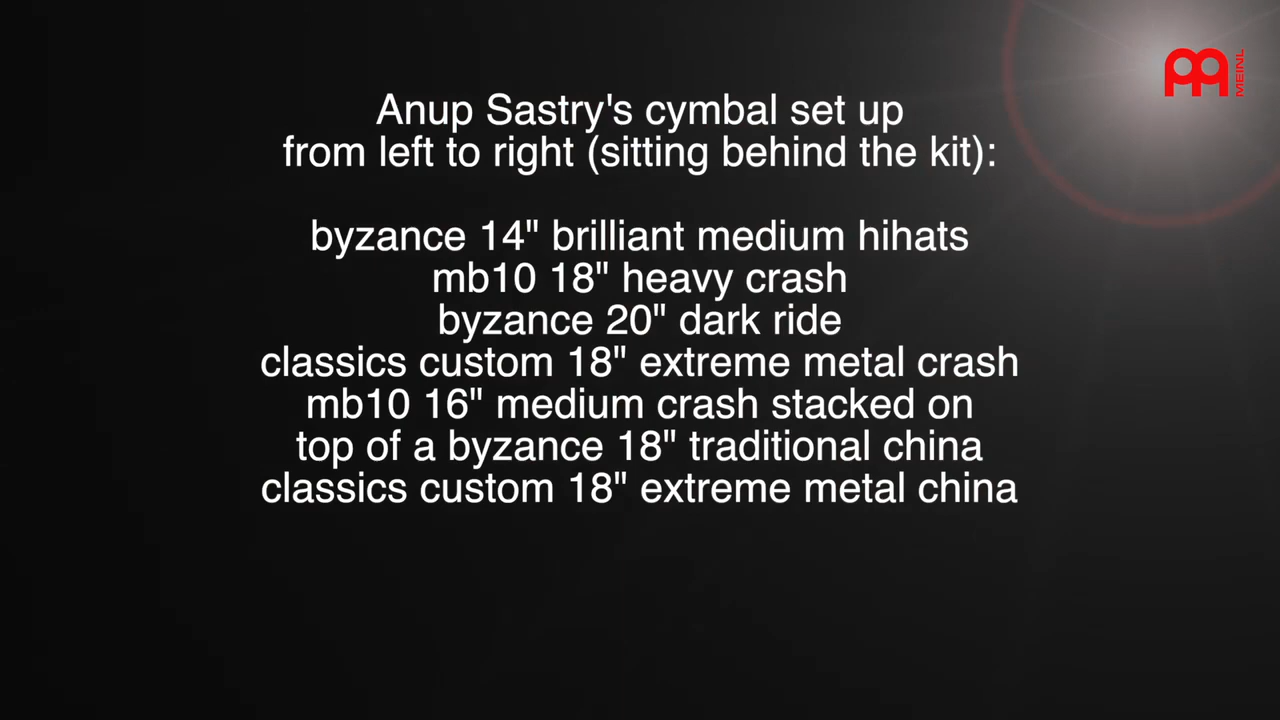 MEINL
Anup Sastry's cymbal set up
from left to right (sitting behind the kit):
byzance 14" brilliant medium hihats
mb10 18" heavy crash
byzance 20" dark ride
classics custom 18" extreme metal crash
mb10 16" medium crash stacked on
top of a byzance 18" traditional china
classics custom 18" extreme metal china